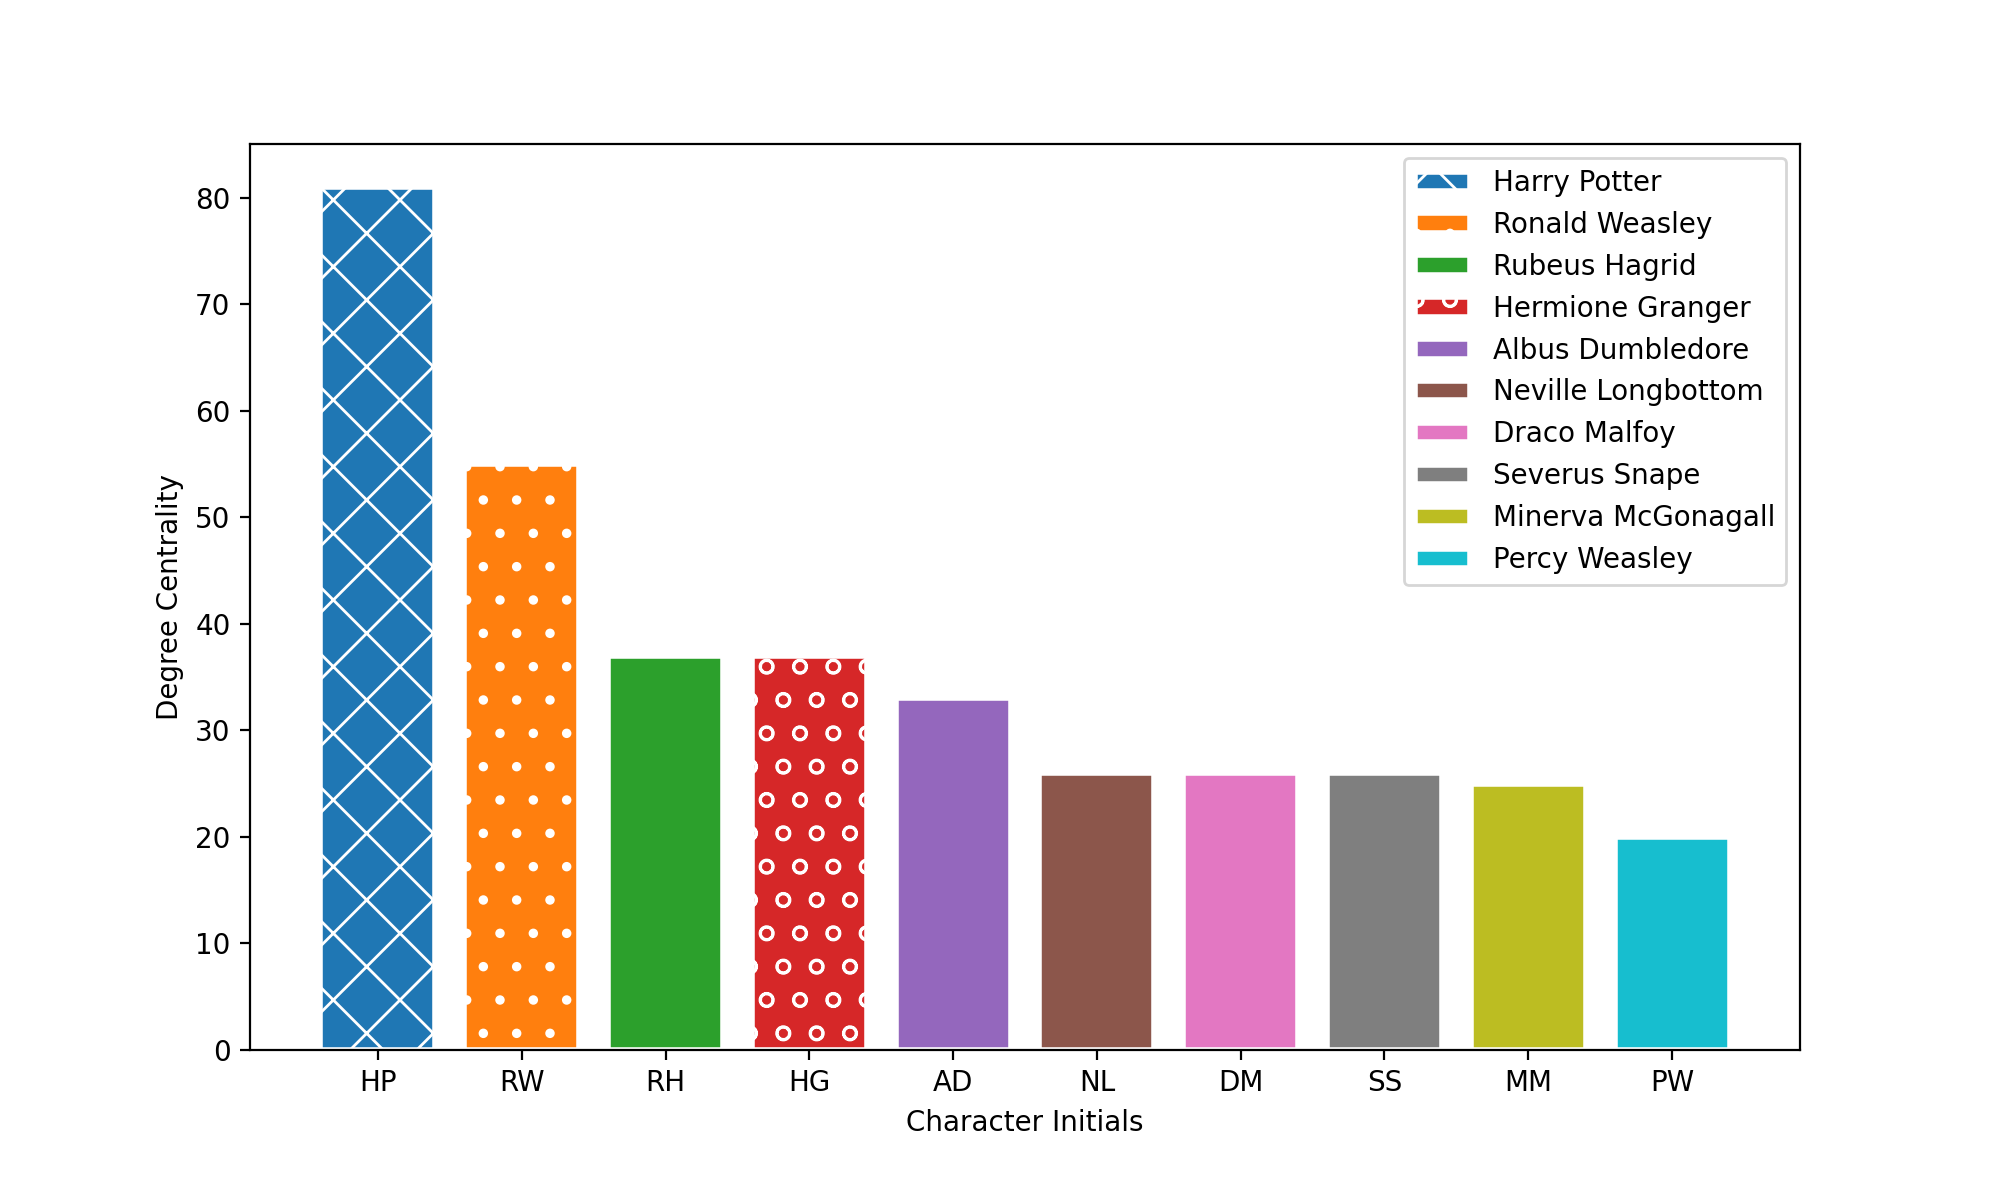 Harry Potter
Ronald Weasley
Rubeus Hagrid
Hermione Granger
Albus Dumbledore
Neville Longbottom
Draco Malfoy
Severus Snape
Minerva McGonagall
Percy Weasley
Degree Centrality
80
70
60
50
40
30
20
10
0
HP RW RH HG AD NL DM SS MM PW
Character Initials